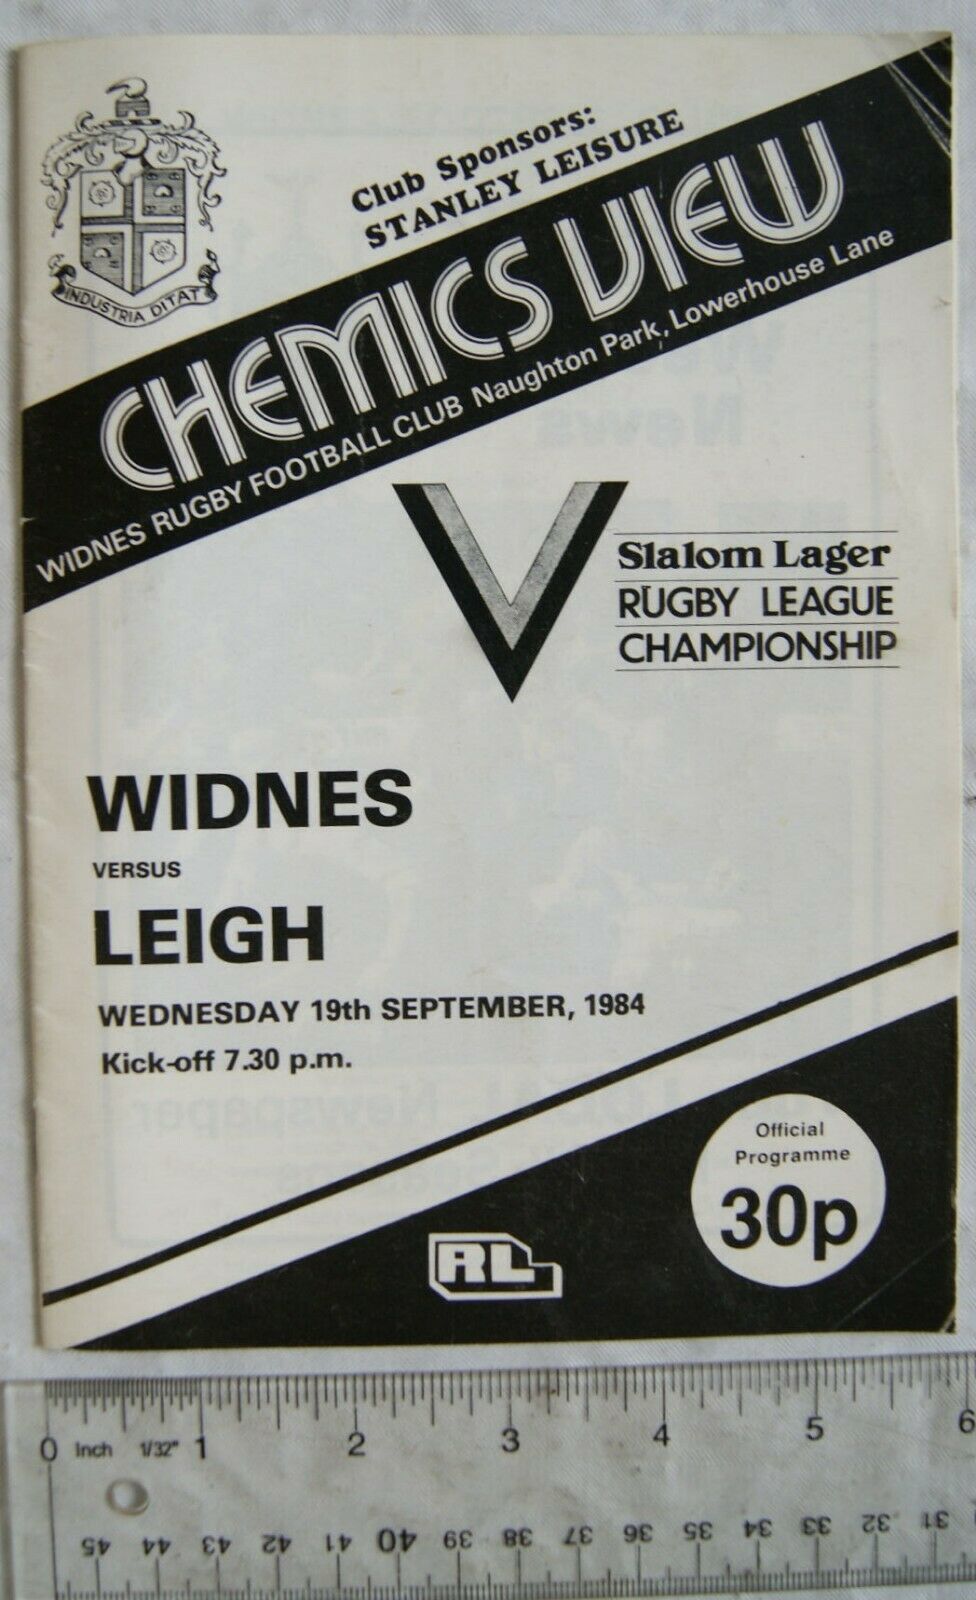 Club Sponsors:
STANLEY LEISURE
INDUSTRIA DITAT
CHEMICS VIEW
WIDNES RUGBY FOOTBALL CLUB Naughton Park, Lowerhouse Lane
Slalom Lager
RUGBY LEAGUE
CHAMPIONSHIP
WIDNES
VERSUS
LEIGH
WEDNESDAY 19th SEPTEMBER, 1984
Kick-off 7.30 p.m.
Official
Programme
30p
RL
0 Inch 1/32" 1 2 3 4 5 6
45 44 43 42 41 40 39 38 37 36 35 34 33 32 31